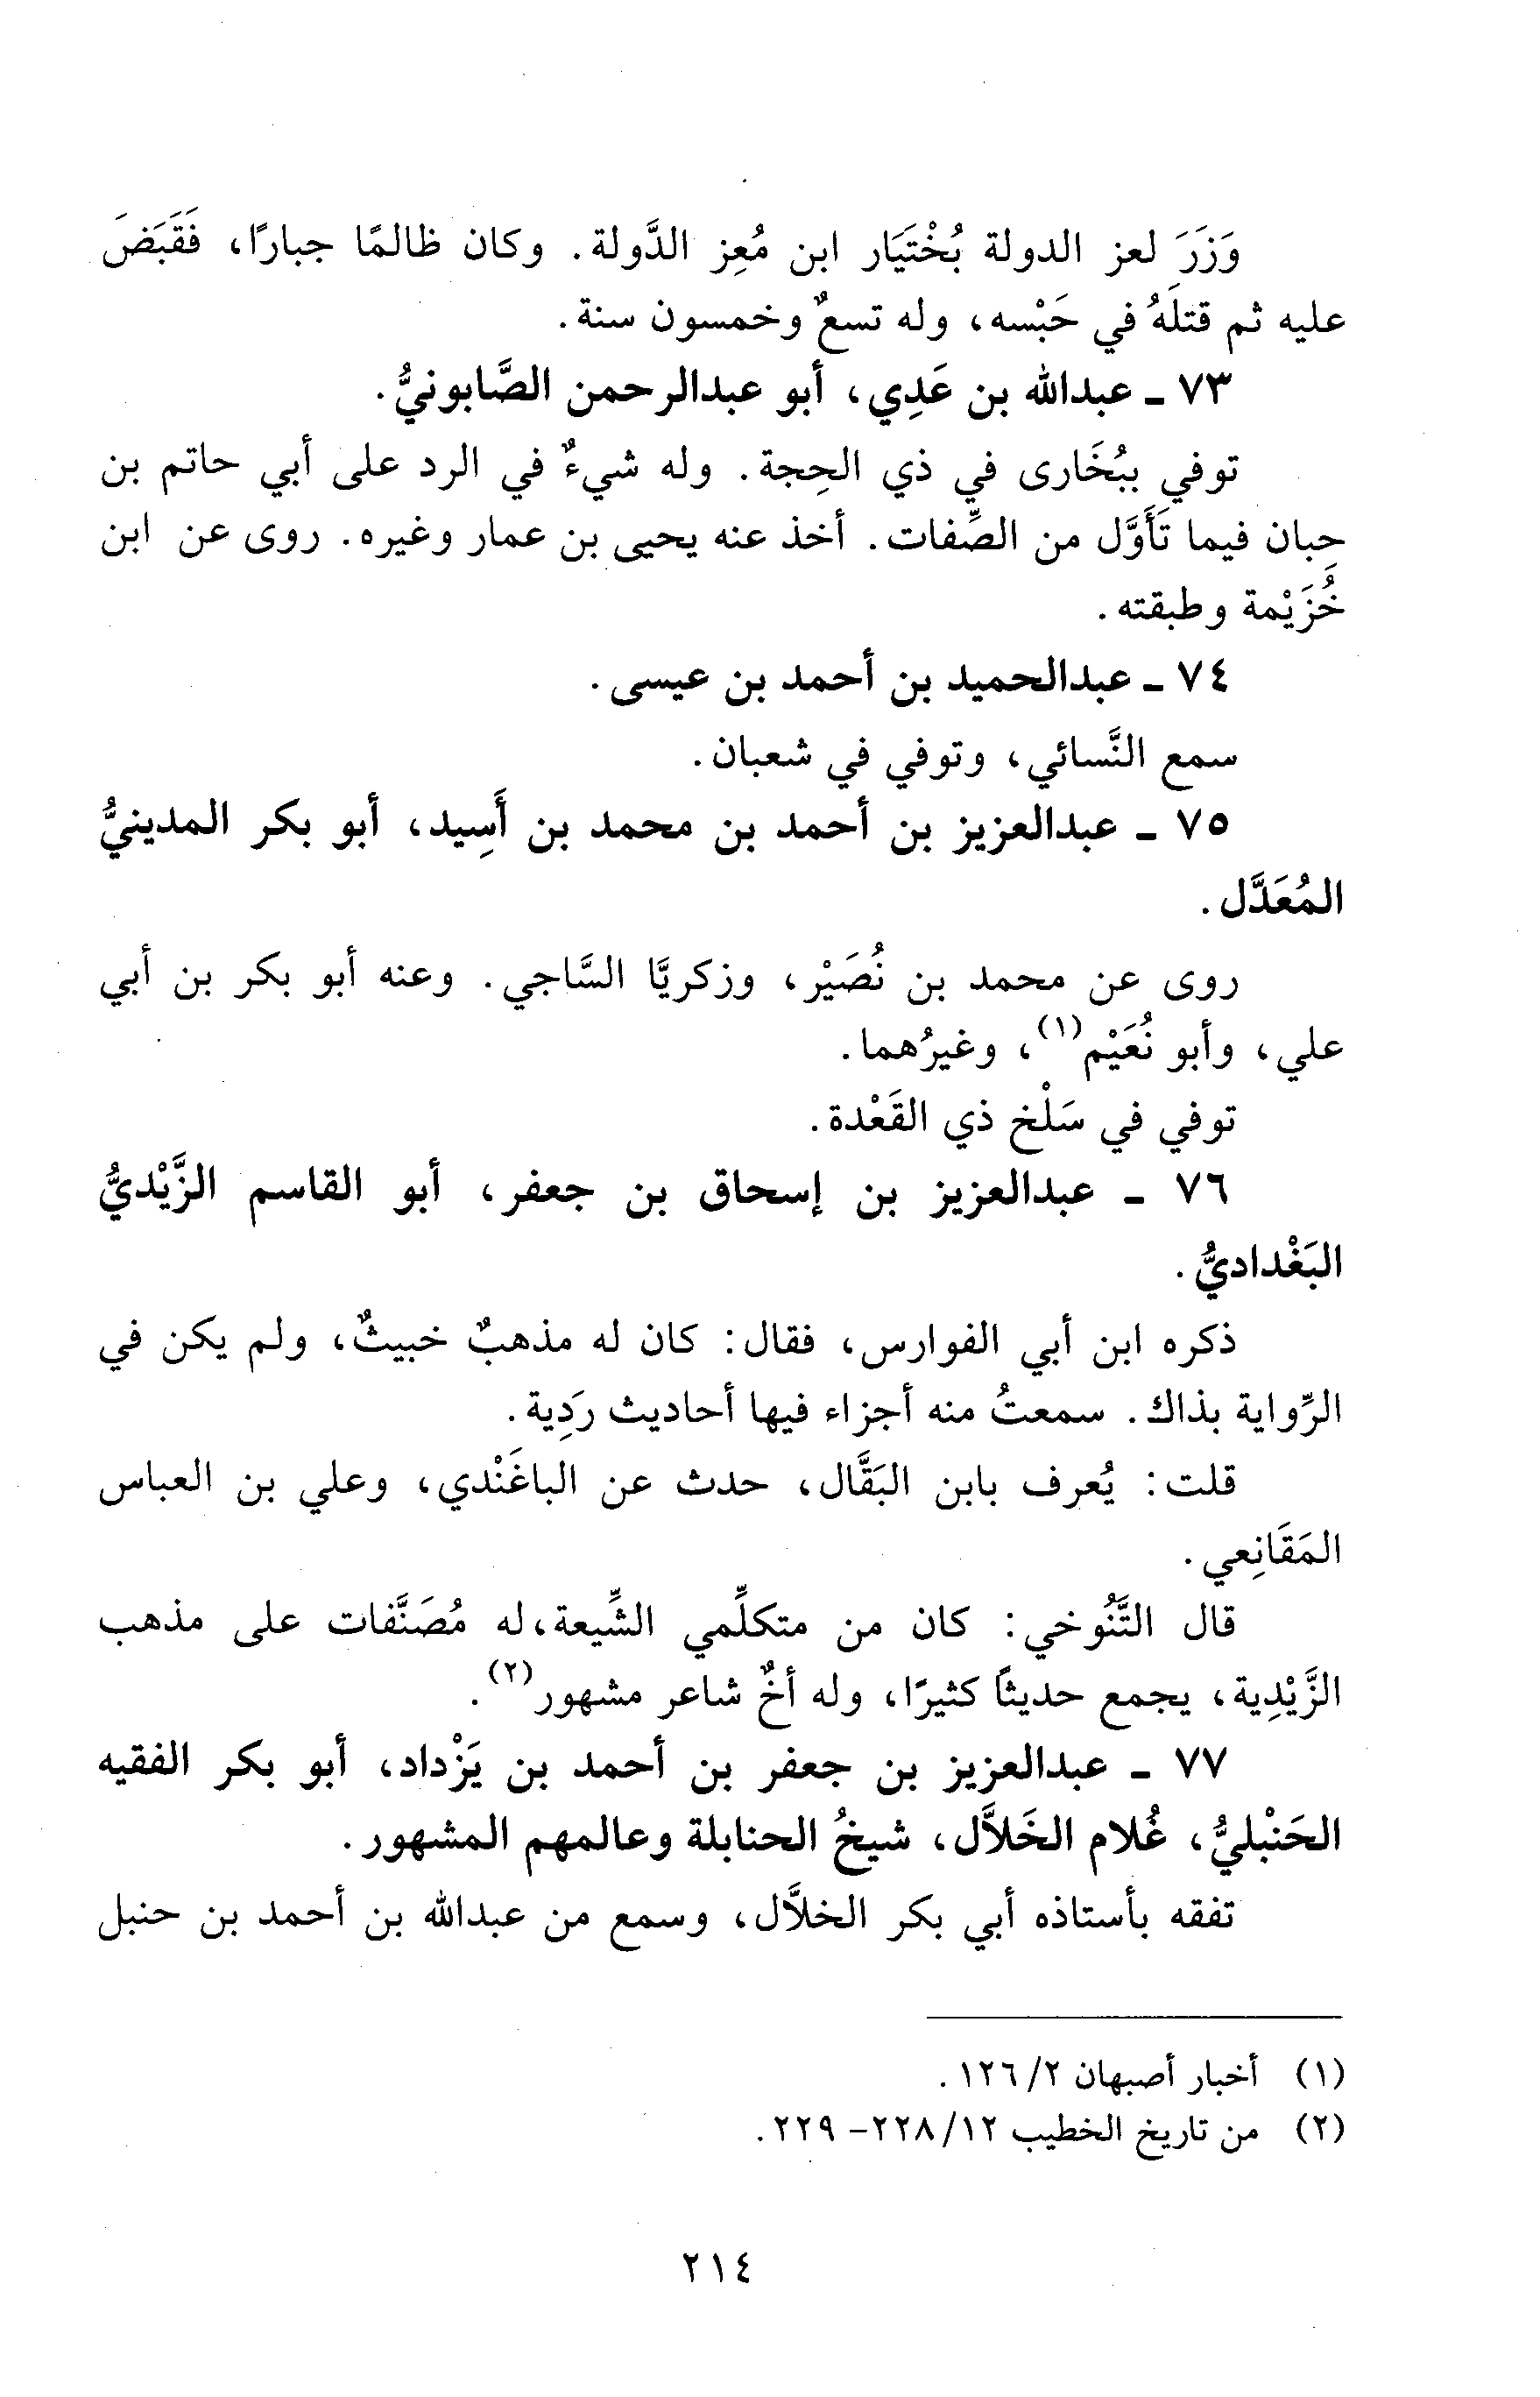 وَزَرَ لعز الدولة بُخْتَيَار ابن مُعِز الدَّولة. وكان ظالمًا جبارًا، فَقَبَضَ
عليه ثم قتلَهُ في حَبْسه، وله تسعٌ وخمسون سنة.
٧٣ ـ عبدالله بن عَدِي، أبو عبدالرحمن الصَّابونيُّ.
توفي ببُخَارى في ذي الحِجة. وله شيءٌ في الرد على أبي حاتم بن
حِبان فيما تَأَوَّل من الصِّفات. أخذ عنه يحيى بن عمار وغيره. روى عن ابن
خُزَيْمة وطبقته.
٧٤ ـ عبدالحميد بن أحمد بن عيسى.
سمع النَّسائي، وتوفي في شعبان.
٧٥ ـ عبدالعزيز بن أحمد بن محمد بن أَسِيد، أبو بكر المدينيُّ
المُعَدَّل.
روى عن محمد بن نُصَيْر، وزكريَّا السَّاجي. وعنه أبو بكر بن أبي
علي، وأبو نُعَيْم(١)، وغيرُهما.
توفي في سَلْخ ذي القَعْدة.
٧٦ ـ عبدالعزيز بن إسحاق بن جعفر، أبو القاسم الزَّيْديُّ
البَغْداديُّ.
ذكره ابن أبي الفوارس، فقال: كان له مذهبٌ خبيثٌ، ولم يكن في
الرِّواية بذاك. سمعتُ منه أجزاء فيها أحاديث رَدِية.
قلت: يُعرف بابن البَقَّال، حدث عن الباغَنْدي، وعلي بن العباس
المَقَانِعي.
قال التَّنُوخي: كان من متكلِّمي الشِّيعة،له مُصَنَّفات على مذهب
الزَّيْدِية، يجمع حديثًا كثيرًا، وله أخٌ شاعر مشهور(٢).
٧٧ ـ عبدالعزيز بن جعفر بن أحمد بن يَزْداد، أبو بكر الفقيه
الحَنْبليُّ، غُلام الخَلاَّل، شيخُ الحنابلة وعالمهم المشهور.
تفقه بأستاذه أبي بكر الخلاَّل، وسمع من عبدالله بن أحمد بن حنبل
(١) أخبار أصبهان ٢/ ١٢٦.
(٢) من تاريخ الخطيب ١٢/ ٢٢٨- ٢٢٩.
٢١٤